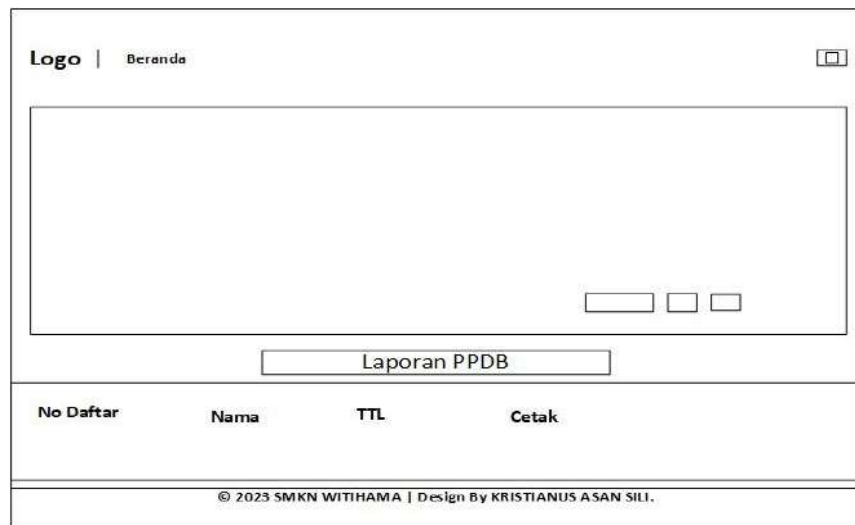 Logo | Beranda
Laporan PPDB
No Daftar Nama TTL Cetak
© 2023 SMKN WITIHAMA | Design By KRISTIANUS ASAN SILI.